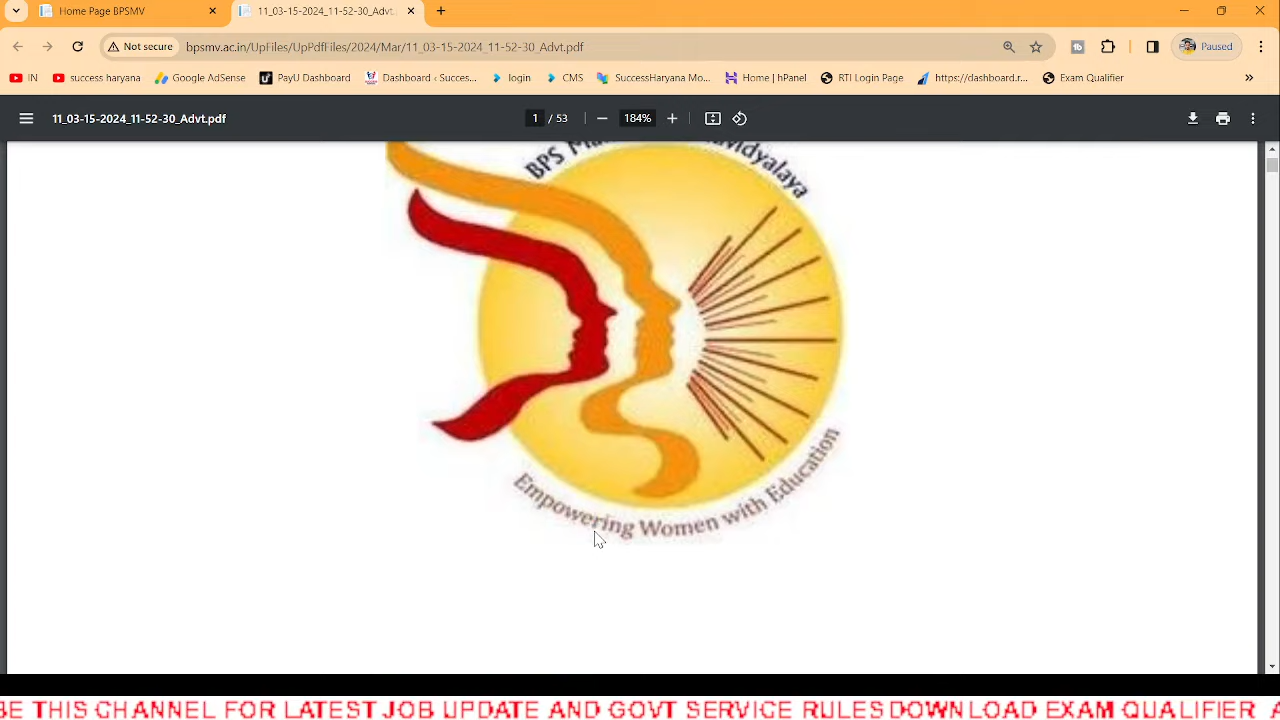 Home Page BPSMV
11_03-15-2024_11-52-30_Advt.
Not secure
bpsmv.ac.in/UpFiles/UpPdfFiles/2024/Mar/11_03-15-2024_11-52-30_Advt.pdf
Paused
IN
success haryana
Google AdSense
PayU Dashboard
Dashboard ‹ Succes...
login
CMS
SuccessHaryana Mo...
Home | hPanel
RTI Login Page
https://dashboard.r...
Exam Qualifier
11_03-15-2024_11-52-30_Advt.pdf
1 / 53
184%
BPS
Empowering Women with Education
BE THIS CHANNEL FOR LATEST JOB UPDATE AND GOVT SERVICE RULES DOWNLOAD EXAM QUALIFIER A